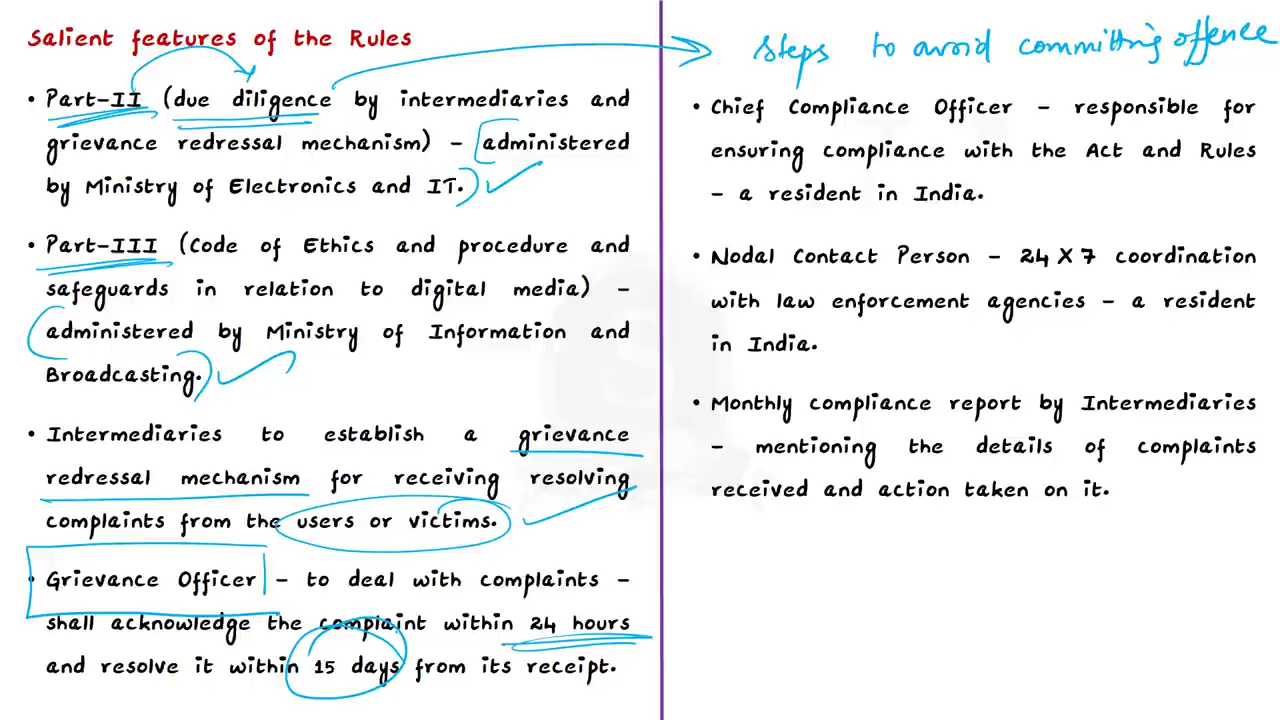 Salient features of the Rules
• Part-II (due diligence by intermediaries and
grievance redressal mechanism) - administered
by Ministry of Electronics and IT.
• Part-III (Code of Ethics and procedure and
safeguards in relation to digital media) -
administered by Ministry of Information and
Broadcasting.
• Intermediaries to establish a grievance
redressal mechanism for receiving resolving
complaints from the users or victims.
• Grievance Officer - to deal with complaints -
shall acknowledge the complaint within 24 hours
and resolve it within 15 days from its receipt.
steps to avoid committing offence
• Chief Compliance Officer - responsible for
ensuring compliance with the Act and Rules
- a resident in India.
• Nodal Contact Person - 24 X 7 coordination
with law enforcement agencies - a resident
in India.
• Monthly compliance report by Intermediaries
- mentioning the details of complaints
received and action taken on it.